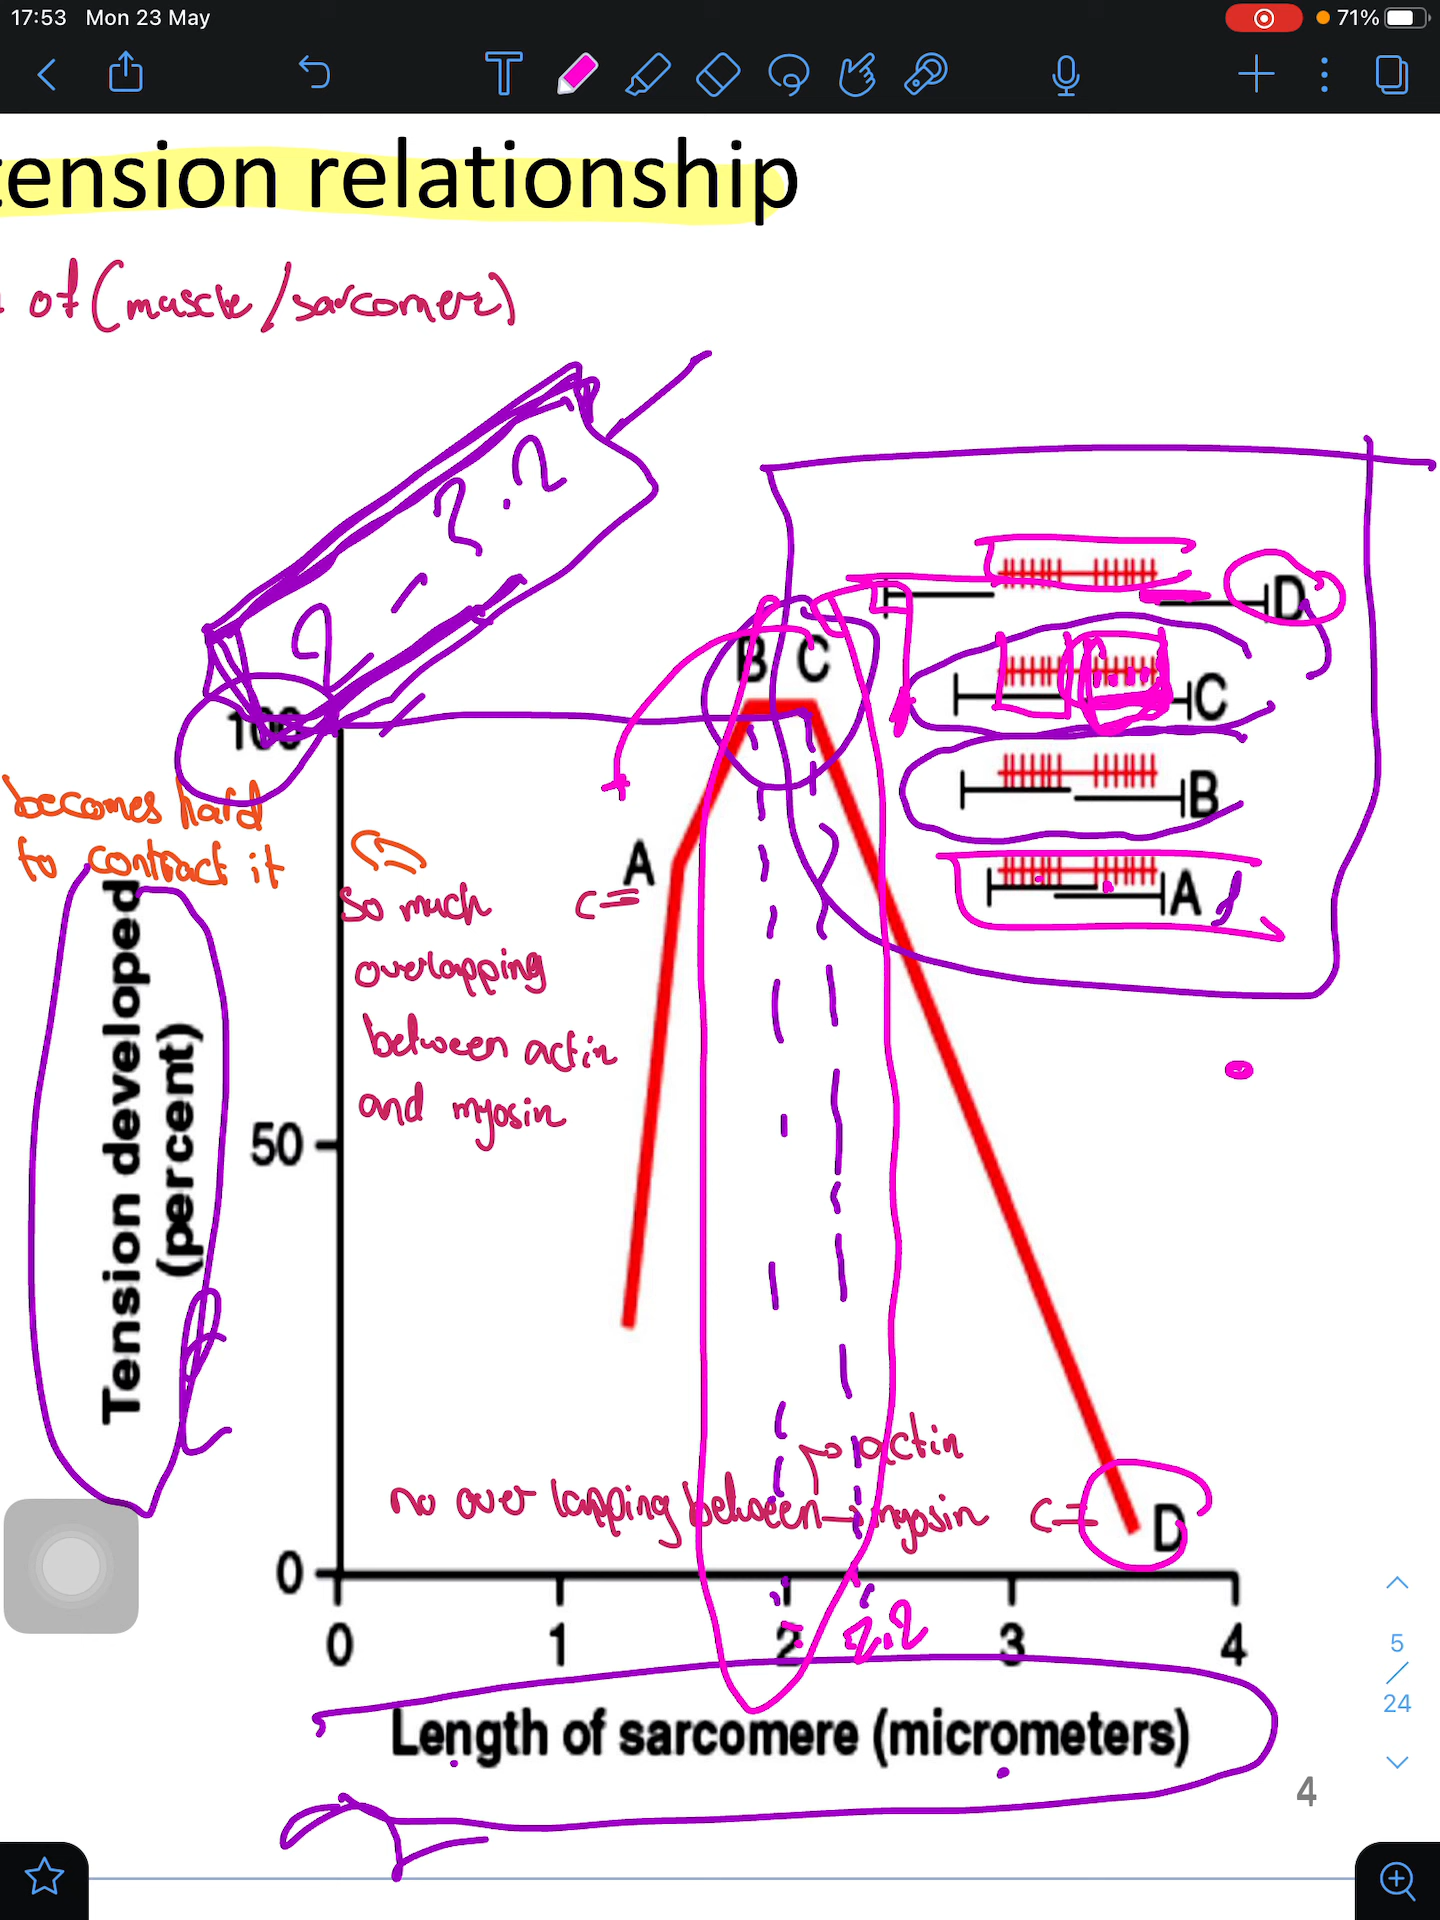 17:53 Mon 23 May
71%
tension relationship
of (muscle/sarcomere)
100
B C
D
C
B
A
becomes hard
to contract it
A
so much
overlapping
between actin
and myosin
Tension developed
(percent)
50
actin
no over lapping between myosin
D
0
0 1 2 3 4
2.2
Length of sarcomere (micrometers)
5
/
24
4